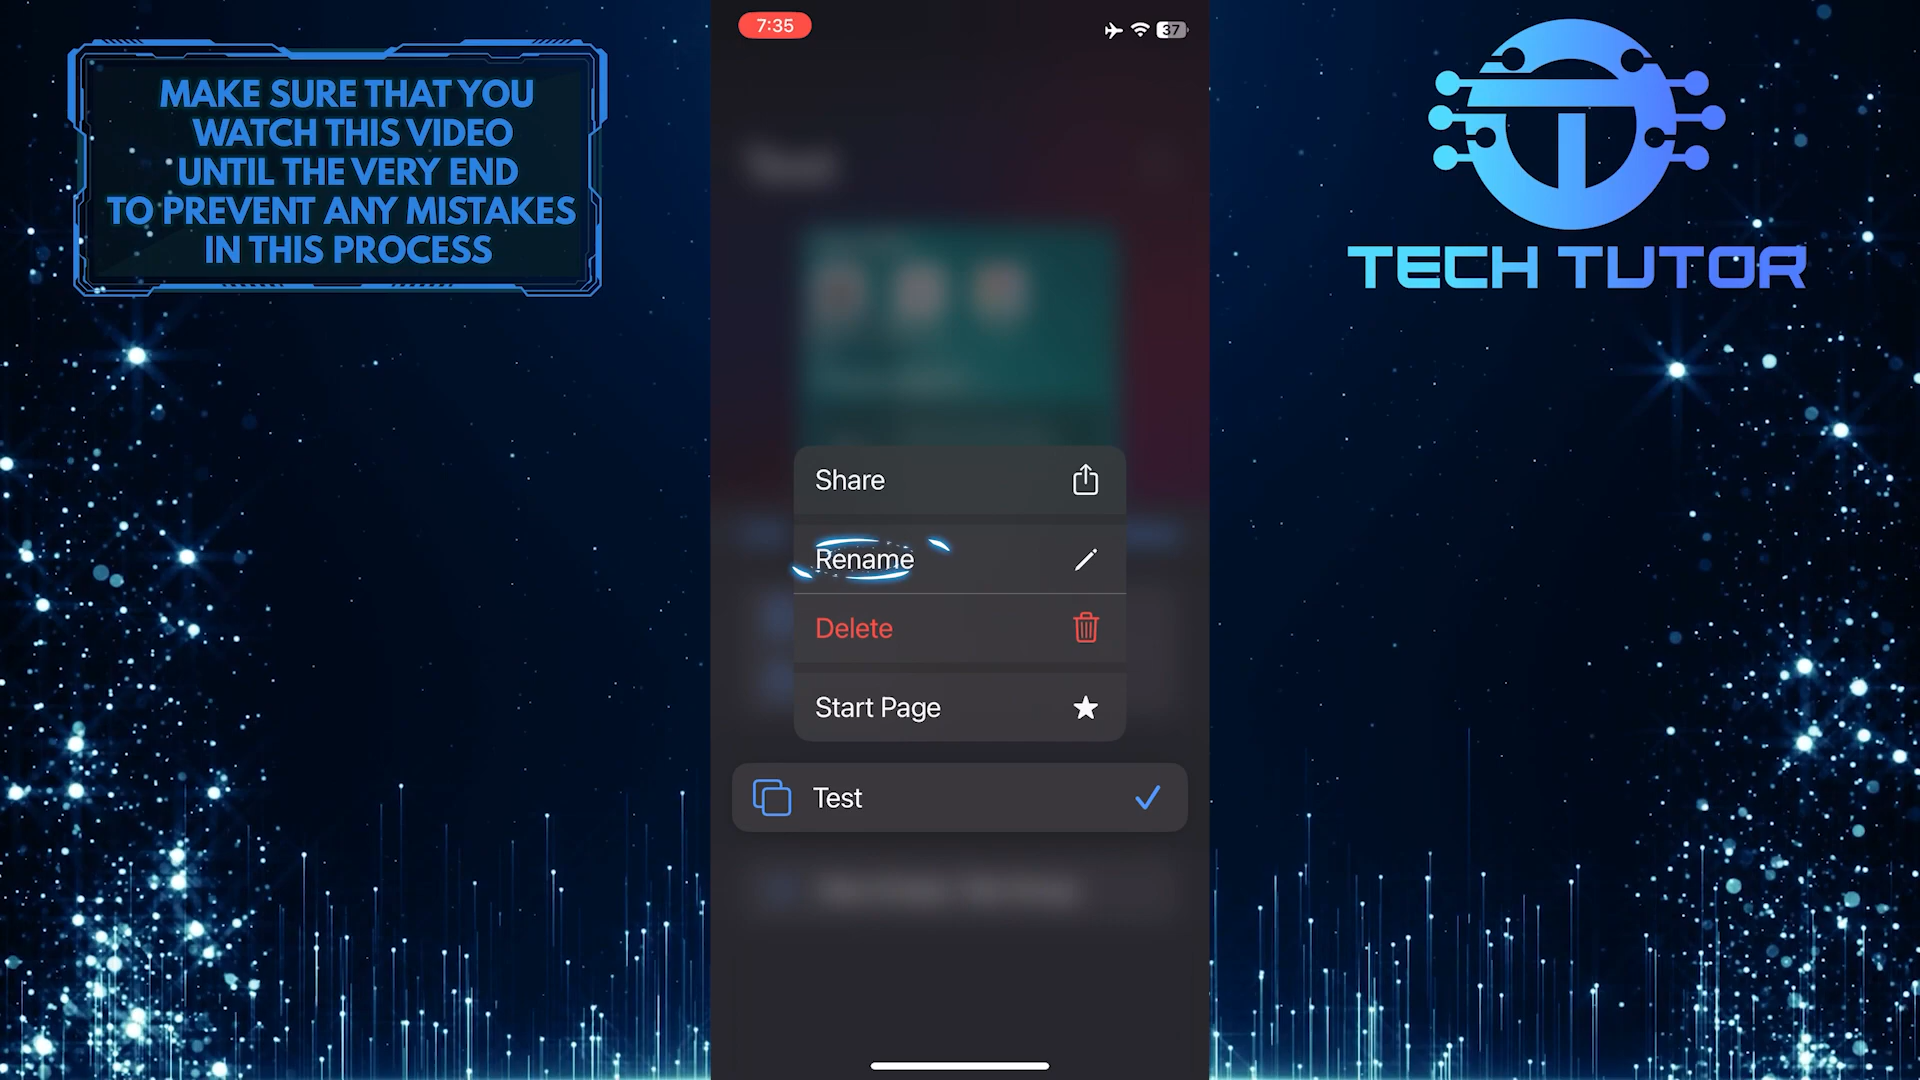 MAKE SURE THAT YOU
WATCH THIS VIDEO
UNTIL THE VERY END
TO PREVENT ANY MISTAKES
IN THIS PROCESS
7:35
37
TECH TUTOR
Share
Rename
Delete
Start Page
Test